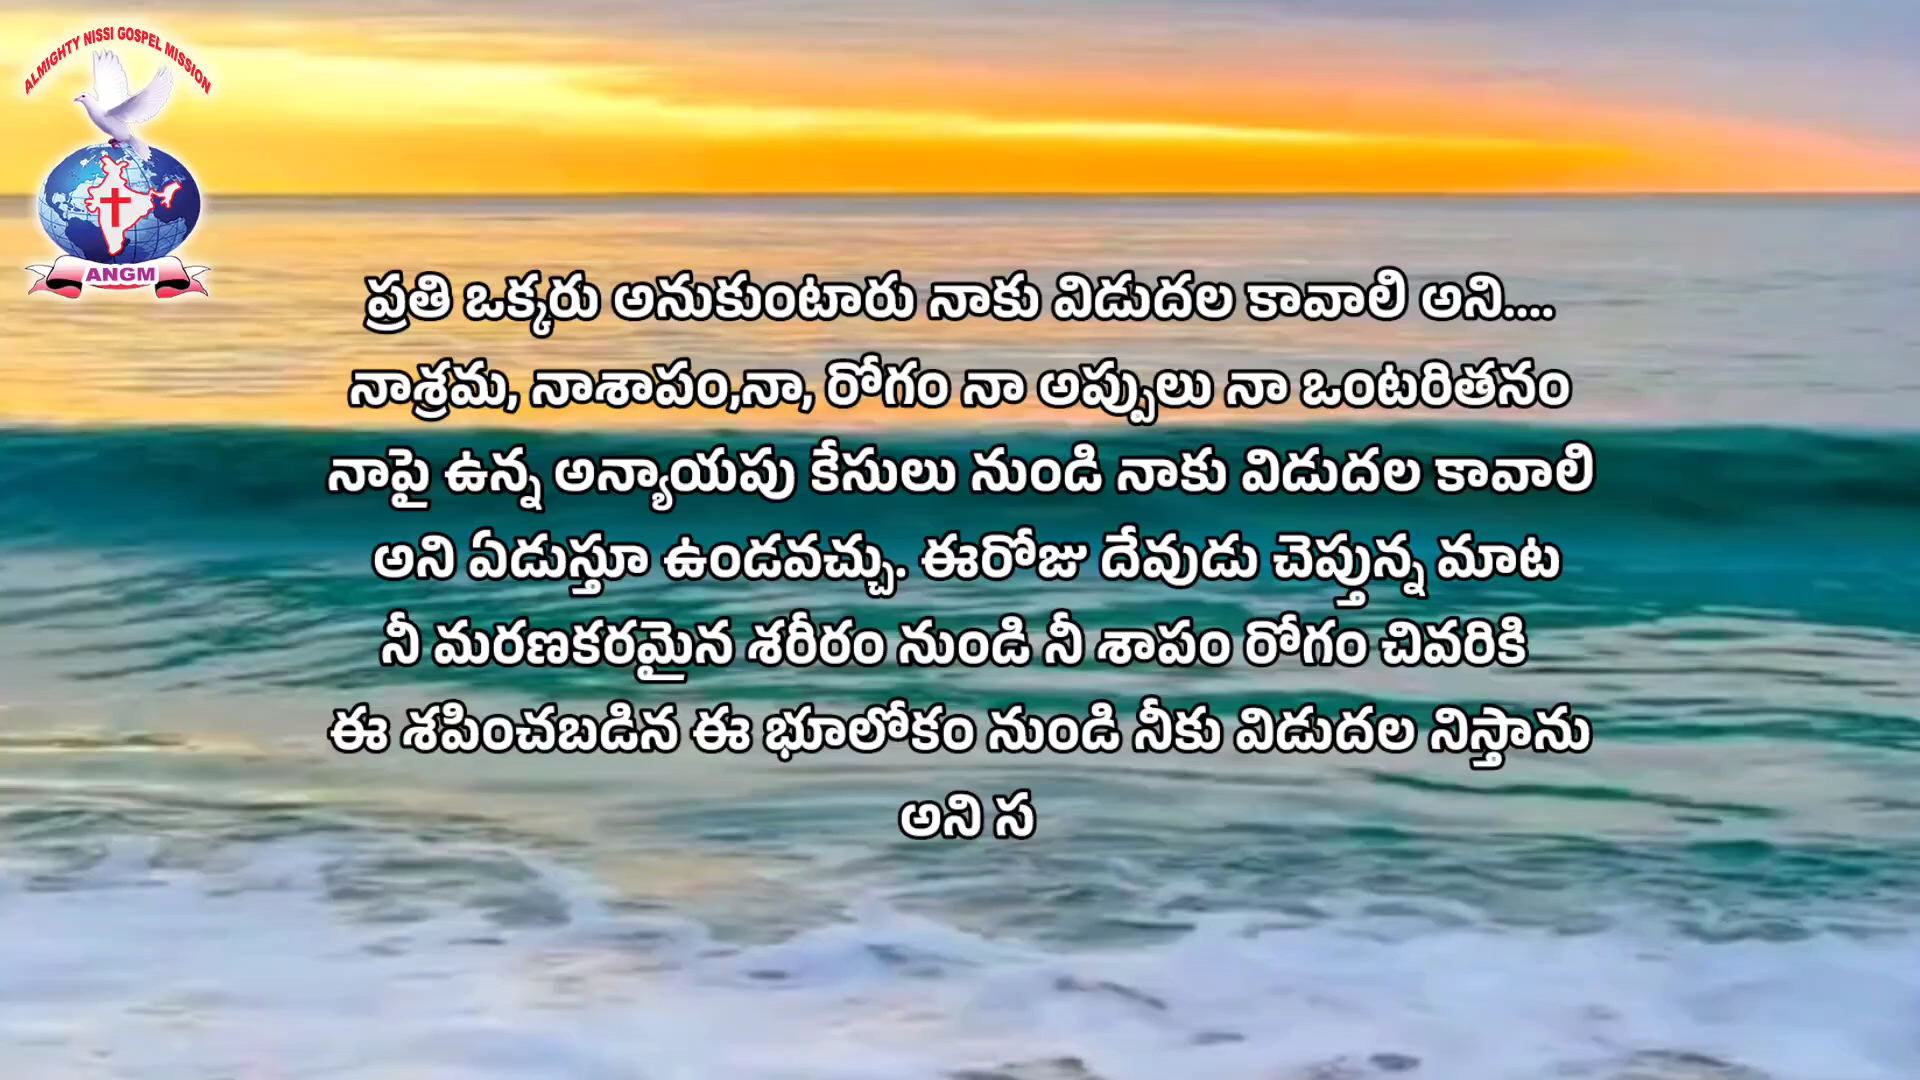 ALMIGHTY NISSI GOSPEL MISSION
ANGM
ప్రతి ఒక్కరు అనుకుంటారు నాకు విడుదల కావాలి అని....
నాశ్రమ, నాశాపం,నా, రోగం నా అప్పులు నా ఒంటరితనం
నాపై ఉన్న అన్యాయపు కేసులు నుండి నాకు విడుదల కావాలి
అని ఏడుస్తూ ఉండవచ్చు. ఈరోజు దేవుడు చెప్తున్న మాట
నీ మరణకరమైన శరీరం నుండి నీ శాపం రోగం చివరికి
ఈ శపించబడిన ఈ భూలోకం నుండి నీకు విడుదల నిస్తాను
అని స